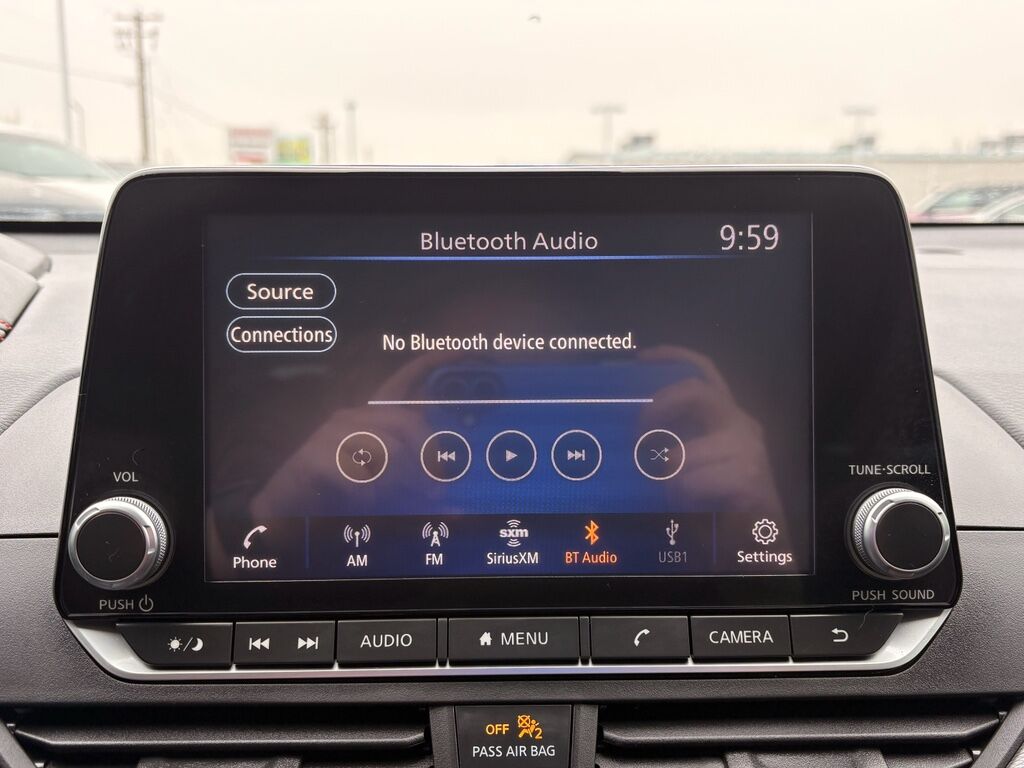 Bluetooth Audio
9:59
Source
Connections
No Bluetooth device connected.
VOL
TUNE·SCROLL
Phone
AM
FM
sxm
SiriusXM
BT Audio
USB1
Settings
PUSH
PUSH SOUND
AUDIO
MENU
CAMERA
OFF
2
PASS AIR BAG